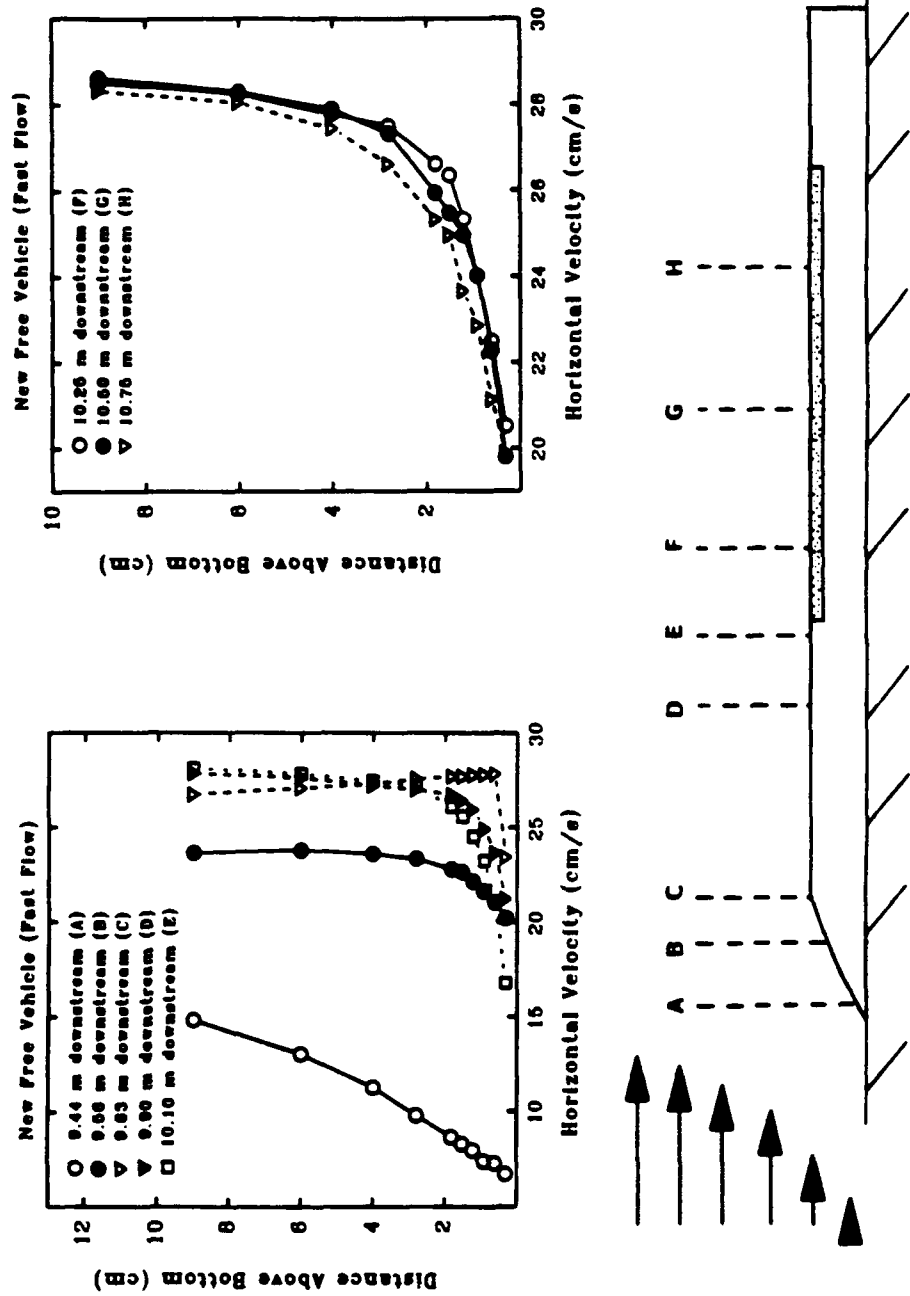 New Free Vehicle (Fast Flow)
○ 9.44 m downstream (A)
● 9.56 m downstream (B)
▽ 9.63 m downstream (C)
▼ 9.90 m downstream (D)
□ 10.10 m downstream (E)
12
10
8
6
4
2
Distance Above Bottom (cm)
10
15
20
25
30
Horizontal Velocity (cm/s)
New Free Vehicle (Fast Flow)
○ 10.25 m downstream (F)
● 10.50 m downstream (G)
▽ 10.75 m downstream (H)
10
8
6
4
2
Distance Above Bottom (cm)
20
22
24
26
28
30
Horizontal Velocity (cm/s)
A
B
C
D
E
F
G
H